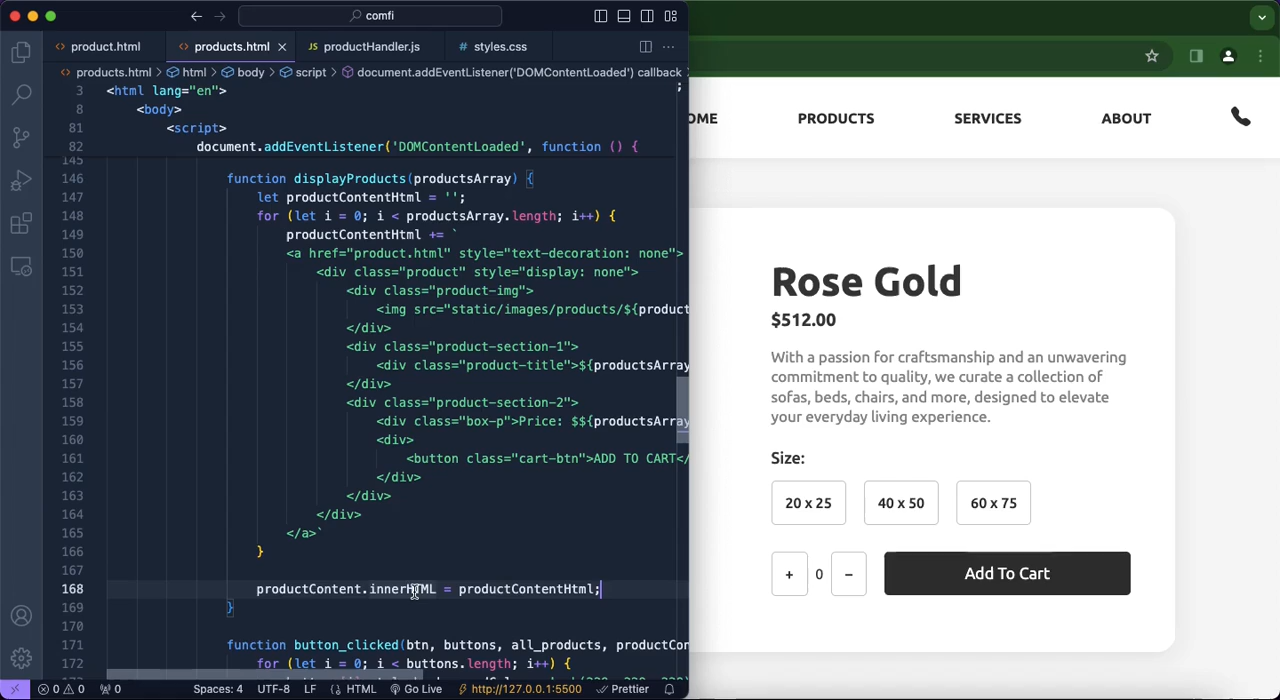 comfi
product.html
products.html
productHandler.js
styles.css
products.html
html
body
script
document.addEventListener('DOMContentLoaded') callback
3 <html lang="en">
8 <body>
81 <script>
82 document.addEventListener('DOMContentLoaded', function () {
145
146 function displayProducts(productsArray) {
147 let productContentHtml = '';
148 for (let i = 0; i < productsArray.length; i++) {
149 productContentHtml += `
150 <a href="product.html" style="text-decoration: none">
151 <div class="product" style="display: none">
152 <div class="product-img">
153 <img src="static/images/products/${product
154 </div>
155 <div class="product-section-1">
156 <div class="product-title">${productsArray
157 </div>
158 <div class="product-section-2">
159 <div class="box-p">Price: $${productsArray
160 <div>
161 <button class="cart-btn">ADD TO CART</
162 </div>
163 </div>
164 </div>
165 </a>`
166 }
167
168 productContent.innerHTML = productContentHtml;
169 }
170
171 function button_clicked(btn, buttons, all_products, productCon
172 for (let i = 0; i < buttons.length; i++) {
0 0 0 Spaces: 4 UTF-8 LF HTML Go Live http://127.0.0.1:5500 Prettier
OME
PRODUCTS
SERVICES
ABOUT
Rose Gold
$512.00
With a passion for craftsmanship and an unwavering
commitment to quality, we curate a collection of
sofas, beds, chairs, and more, designed to elevate
your everyday living experience.
Size:
20 x 25
40 x 50
60 x 75
+ 0 −
Add To Cart